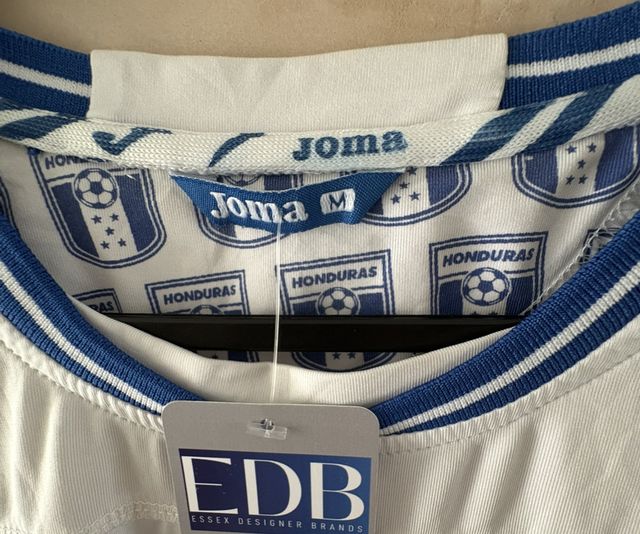 Joma
HONDURAS
Joma M
HONDURAS
HONDURAS
HONDURAS
EDB
ESSEX DESIGNER BRANDS